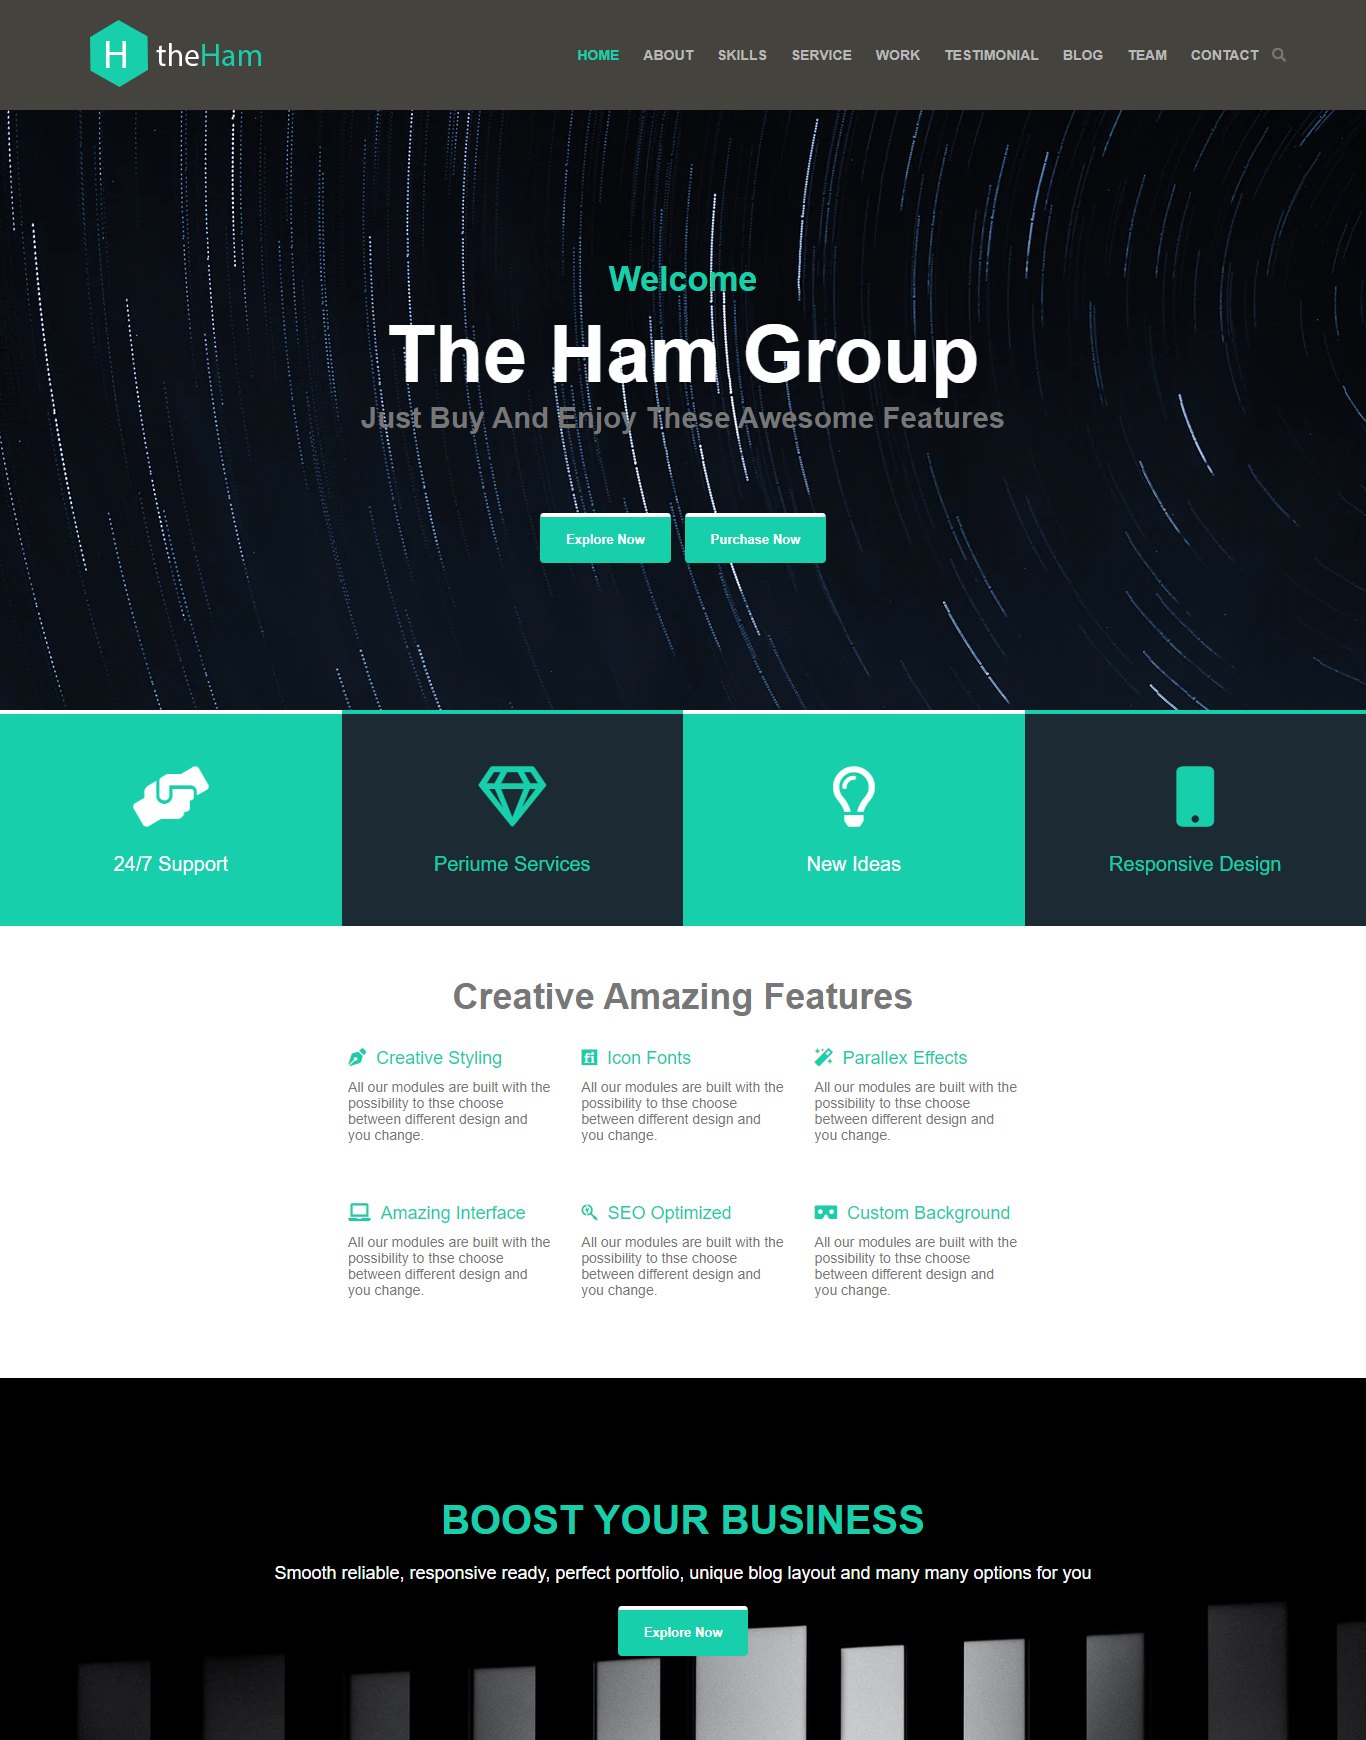 H theHam
HOME ABOUT SKILLS SERVICE WORK TESTIMONIAL BLOG TEAM CONTACT
Welcome
The Ham Group
Just Buy And Enjoy These Awesome Features
Explore Now Purchase Now
24/7 Support
Periume Services
New Ideas
Responsive Design
Creative Amazing Features
Creative Styling
All our modules are built with the
possibility to thse choose
between different design and
you change.
Icon Fonts
All our modules are built with the
possibility to thse choose
between different design and
you change.
Parallex Effects
All our modules are built with the
possibility to thse choose
between different design and
you change.
Amazing Interface
All our modules are built with the
possibility to thse choose
between different design and
you change.
SEO Optimized
All our modules are built with the
possibility to thse choose
between different design and
you change.
Custom Background
All our modules are built with the
possibility to thse choose
between different design and
you change.
BOOST YOUR BUSINESS
Smooth reliable, responsive ready, perfect portfolio, unique blog layout and many many options for you
Explore Now